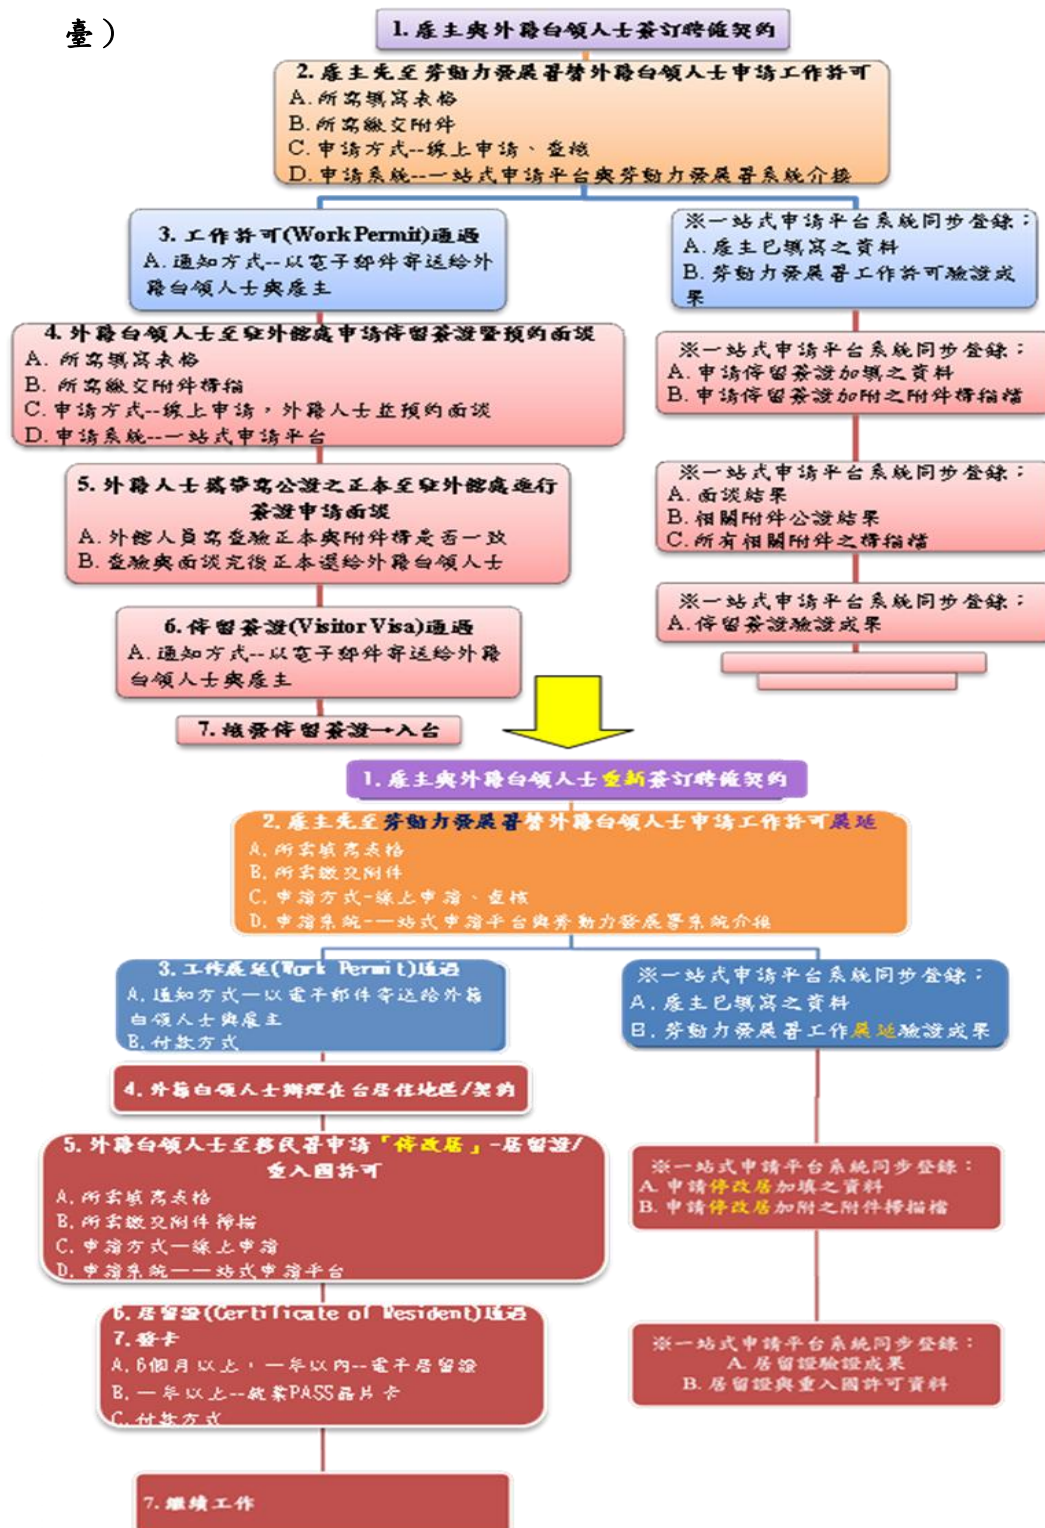 臺）
1. 雇主與外籍白領人士簽訂聘僱契約
2. 雇主先至勞動力發展署替外籍白領人士申請工作許可
A. 所需填寫表格
B. 所需繳交附件
C. 申請方式--線上申請、查核
D. 申請系統--一站式申請平台與勞動力發展署系統介接
3. 工作許可(Work Permit)通過
A. 通知方式--以電子郵件寄送給外
籍白領人士與雇主
※一站式申請平台系統同步登錄：
A. 雇主已填寫之資料
B. 勞動力發展署工作許可驗證成
果
4. 外籍白領人士至駐外館處申請停留簽證暨預約面談
A. 所需填寫表格
B. 所需繳交附件掃描
C. 申請方式--線上申請，外籍人士並預約面談
D. 申請系統--一站式申請平台
※一站式申請平台系統同步登錄：
A. 申請停留簽證加填之資料
B. 申請停留簽證加附之附件掃描檔
5. 外籍人士攜帶需公證之正本至駐外館處進行
簽證申請面談
A. 外館人員需查驗正本與附件檔是否一致
B. 查驗與面談完後正本還給外籍白領人士
※一站式申請平台系統同步登錄：
A. 面談結果
B. 相關附件公證結果
C. 所有相關附件之掃描檔
6. 停留簽證(Visitor Visa)通過
A. 通知方式--以電子郵件寄送給外籍
白領人士與雇主
※一站式申請平台系統同步登錄：
A. 停留簽證驗證成果
7. 核發停留簽證→入台
1. 雇主與外籍白領人士重新簽訂聘僱契約
2. 雇主先至勞動力發展署替外籍白領人士申請工作許可展延
A. 所需填寫表格
B. 所需繳交附件
C. 申請方式-線上申請、查核
D. 申請系統-一站式申請平台與勞動力發展署系統介接
3. 工作展延(Work Permit)通過
A. 通知方式—以電子郵件寄送給外籍
白領人士與雇主
B. 付款方式
※一站式申請平台系統同步登錄：
A. 雇主已填寫之資料
B. 勞動力發展署工作展延驗證成果
4. 外籍白領人士辦理在台居住地區/契約
5. 外籍白領人士至移民署申請「停改居」-居留證/
重入國許可
A. 所需填寫表格
B. 所需繳交附件掃描
C. 申請方式—線上申請
D. 申請系統——站式申請平台
※一站式申請平台系統同步登錄：
A. 申請停改居加填之資料
B. 申請停改居加附之附件掃描檔
6. 居留證(Certificate of Resident)通過
7. 發卡
A. 6個月以上，一年以內--電子居留證
B. 一年以上--就業PASS晶片卡
C. 付款方式
※一站式申請平台系統同步登錄：
A. 居留證驗證成果
B. 居留證與重入國許可資料
7. 繼續工作